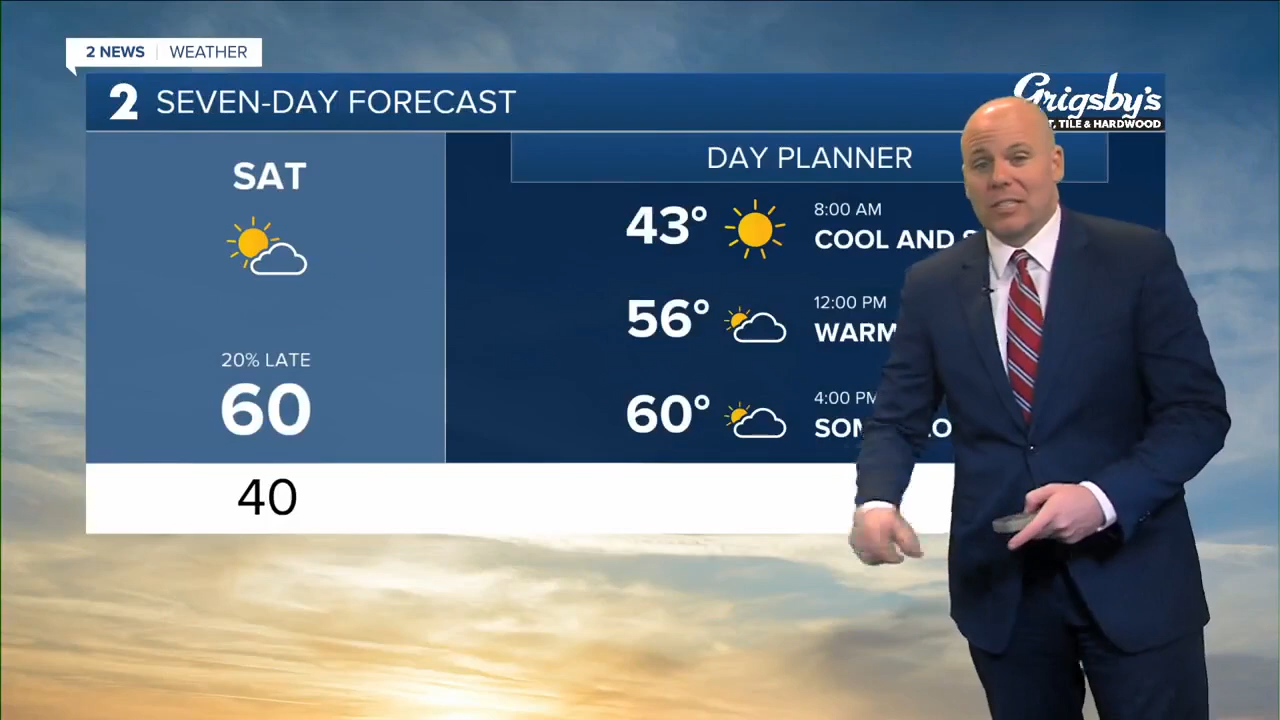 2 NEWS | WEATHER
2 SEVEN-DAY FORECAST
Grigsby's
TILE & HARDWOOD
SAT
20% LATE
60
40
DAY PLANNER
43°
8:00 AM
COOL AND
56°
12:00 PM
WARM
60°
4:00 PM